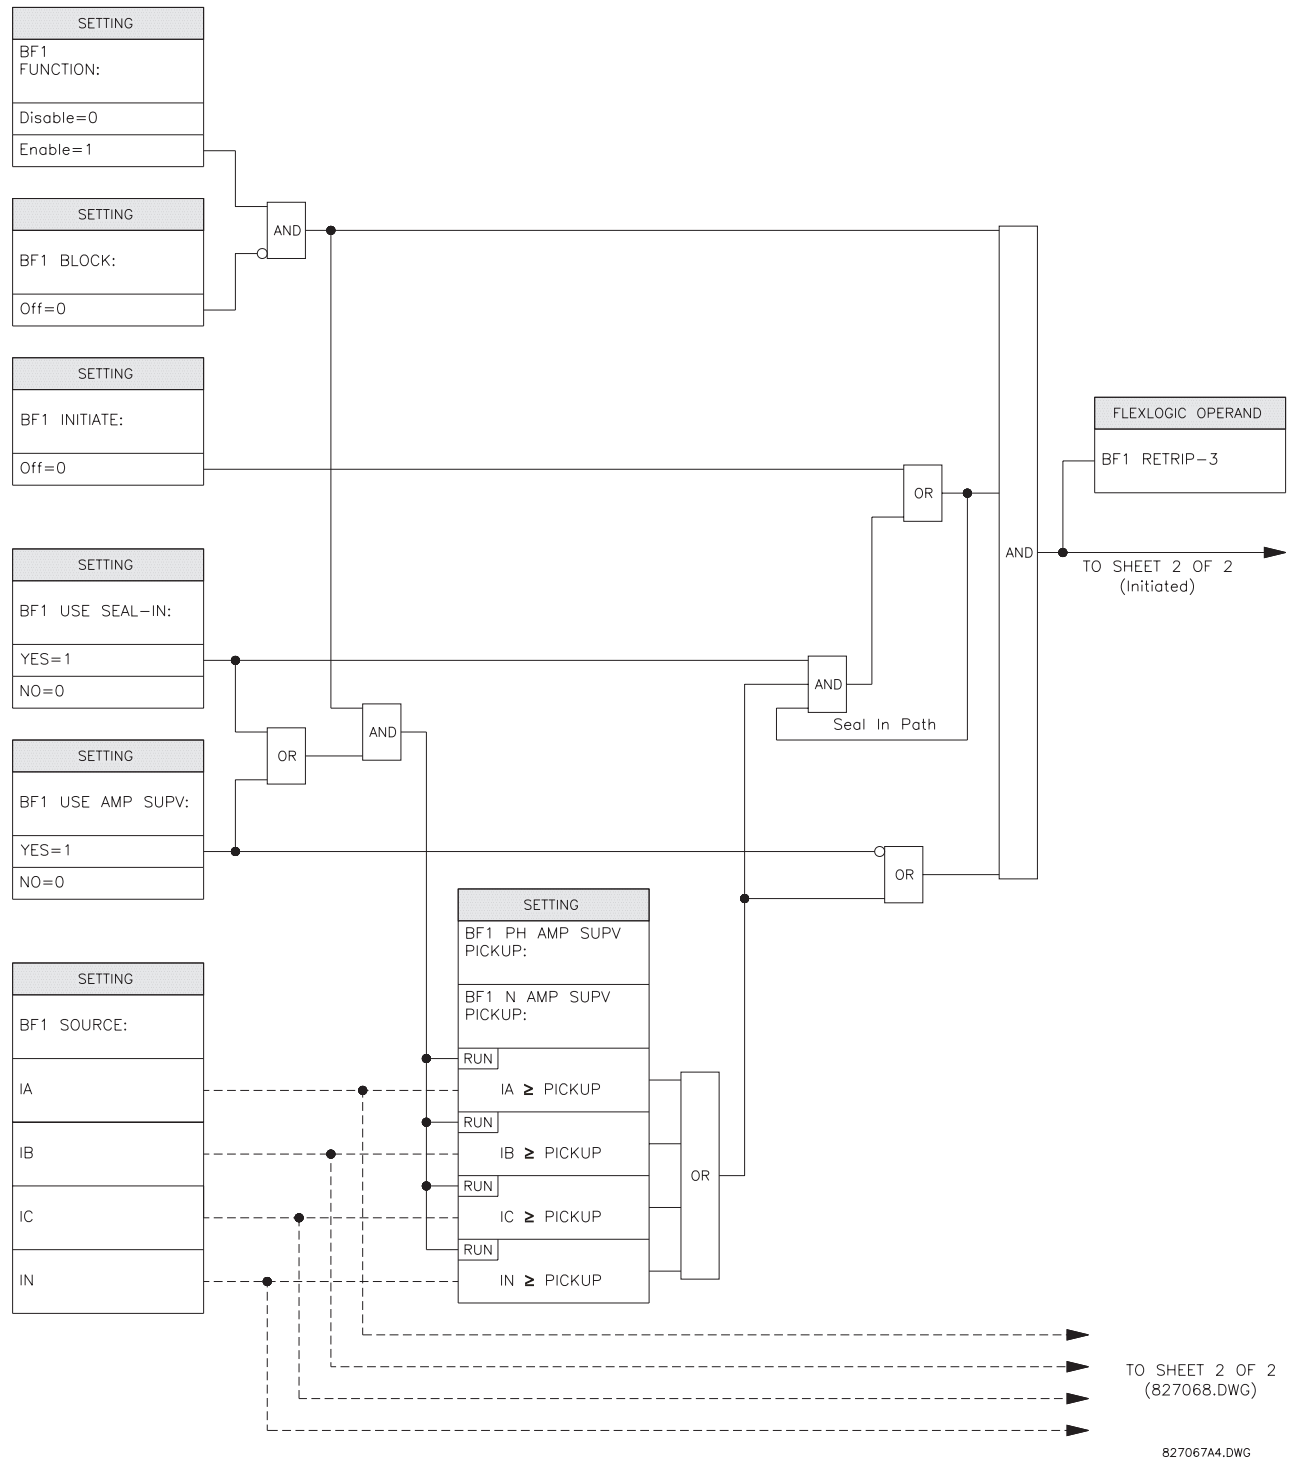 SETTING
BF1
FUNCTION:
Disable=0
Enable=1
SETTING
BF1 BLOCK:
Off=0
AND
SETTING
BF1 INITIATE:
Off=0
OR
FLEXLOGIC OPERAND
BF1 RETRIP-3
AND
TO SHEET 2 OF 2
(Initiated)
SETTING
BF1 USE SEAL-IN:
YES=1
NO=0
AND
Seal In Path
OR
AND
SETTING
BF1 USE AMP SUPV:
YES=1
NO=0
OR
SETTING
BF1 PH AMP SUPV
PICKUP:
BF1 N AMP SUPV
PICKUP:
RUN
IA ≥ PICKUP
RUN
IB ≥ PICKUP
RUN
IC ≥ PICKUP
RUN
IN ≥ PICKUP
OR
SETTING
BF1 SOURCE:
IA
IB
IC
IN
TO SHEET 2 OF 2
(827068.DWG)
827067A4.DWG